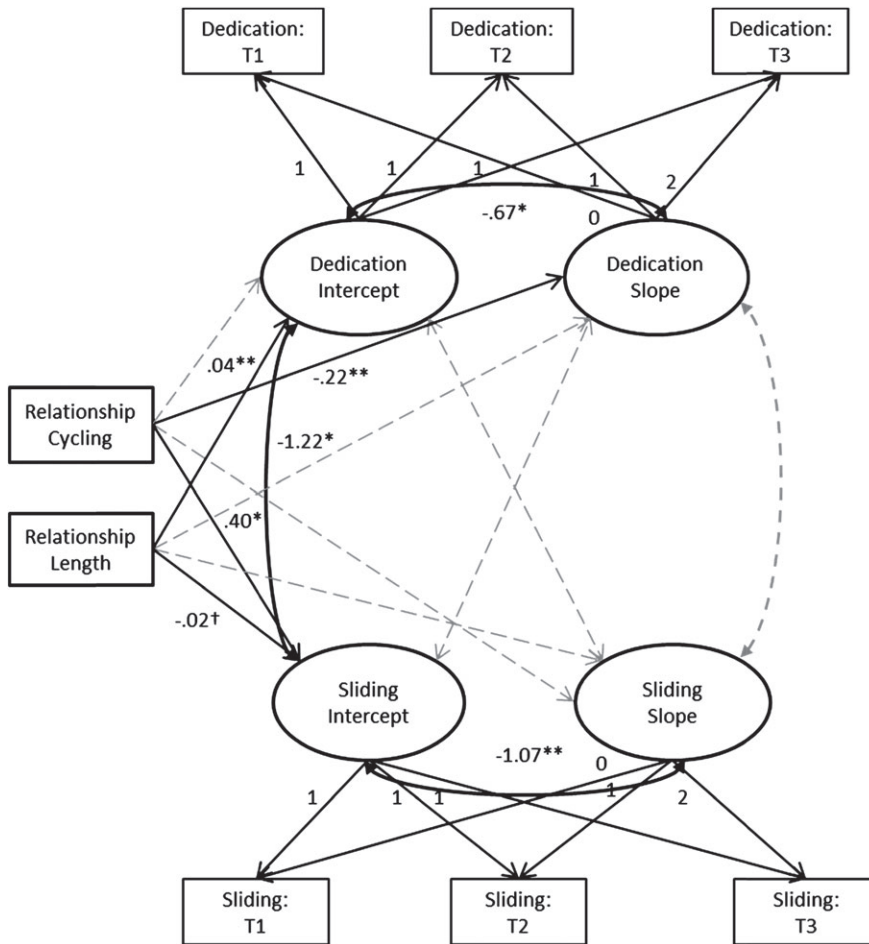 Dedication:
T1
Dedication:
T2
Dedication:
T3
1
1
1
1
2
-.67*
0
Dedication
Intercept
Dedication
Slope
.04**
-.22**
Relationship
Cycling
-1.22*
Relationship
Length
.40*
-.02†
Sliding
Intercept
Sliding
Slope
-1.07**
0
1
1
1
1
2
Sliding:
T1
Sliding:
T2
Sliding:
T3